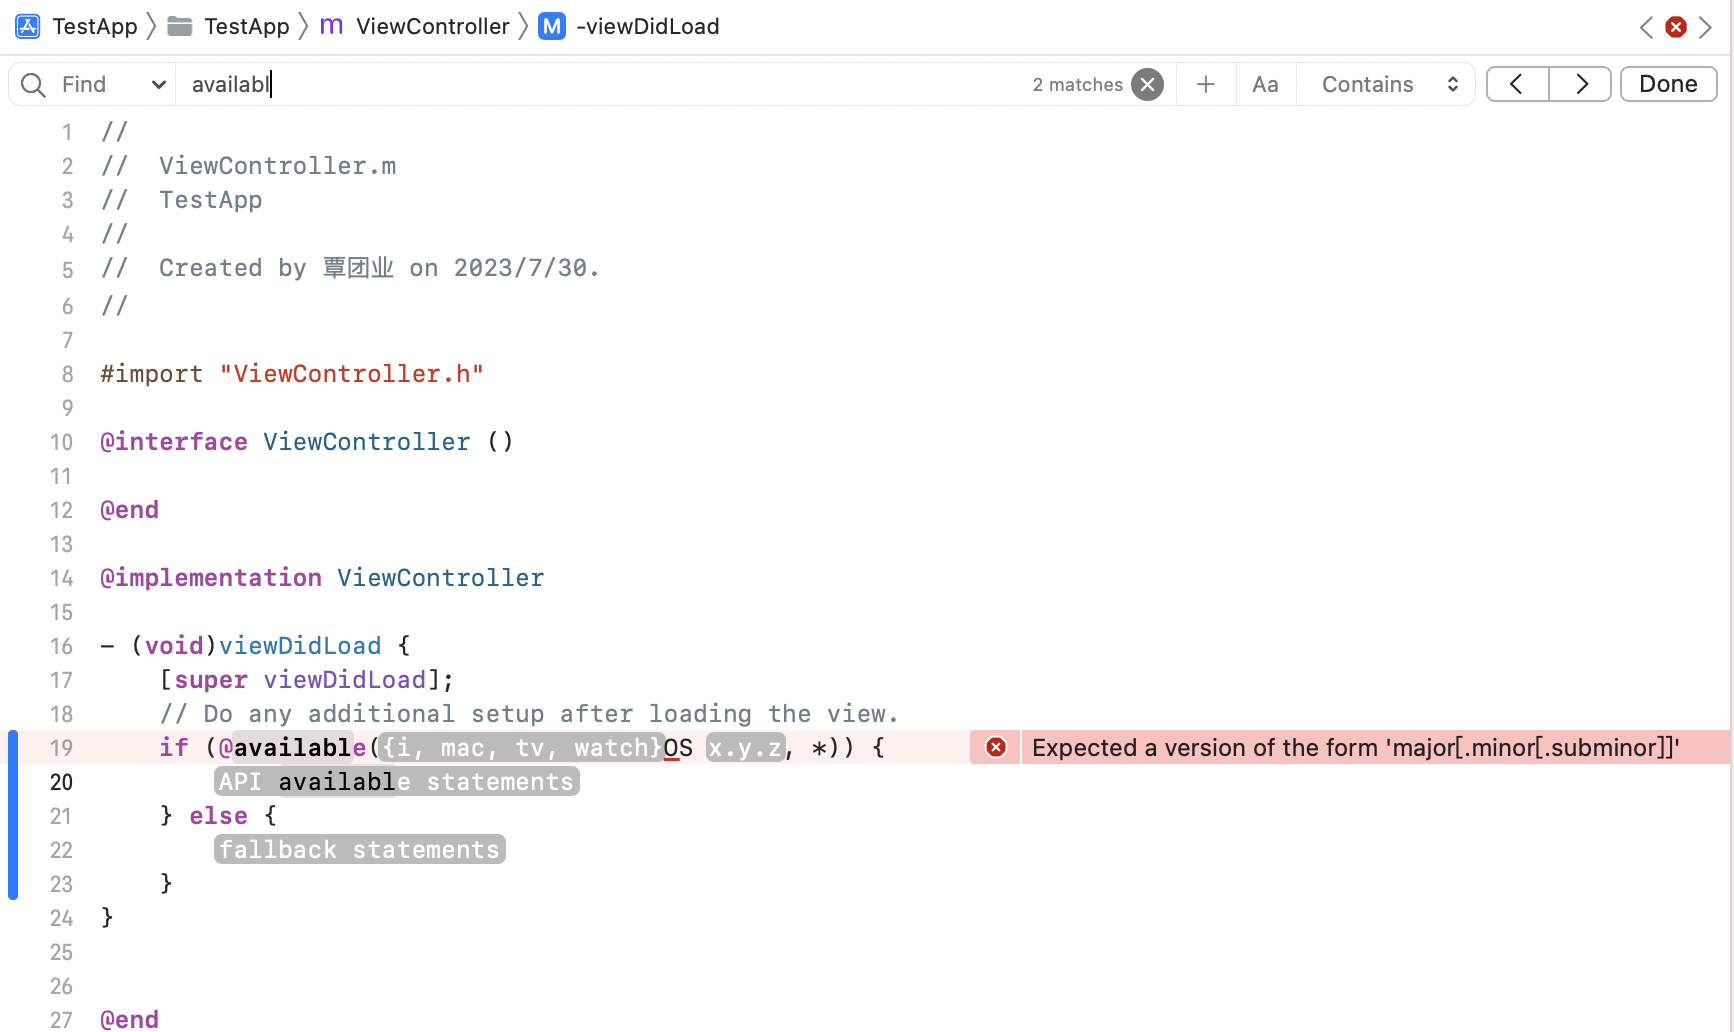 TestApp TestApp m ViewController M -viewDidLoad
Find availabl 2 matches Aa Contains Done
1 //
2 //  ViewController.m
3 //  TestApp
4 //
5 //  Created by 覃团业 on 2023/7/30.
6 //
7
8 #import "ViewController.h"
9
10 @interface ViewController ()
11
12 @end
13
14 @implementation ViewController
15
16 - (void)viewDidLoad {
17     [super viewDidLoad];
18     // Do any additional setup after loading the view.
19     if (@available({i, mac, tv, watch}OS x.y.z, *)) { Expected a version of the form 'major[.minor[.subminor]]'
20         API available statements
21     } else {
22         fallback statements
23     }
24 }
25
26
27 @end